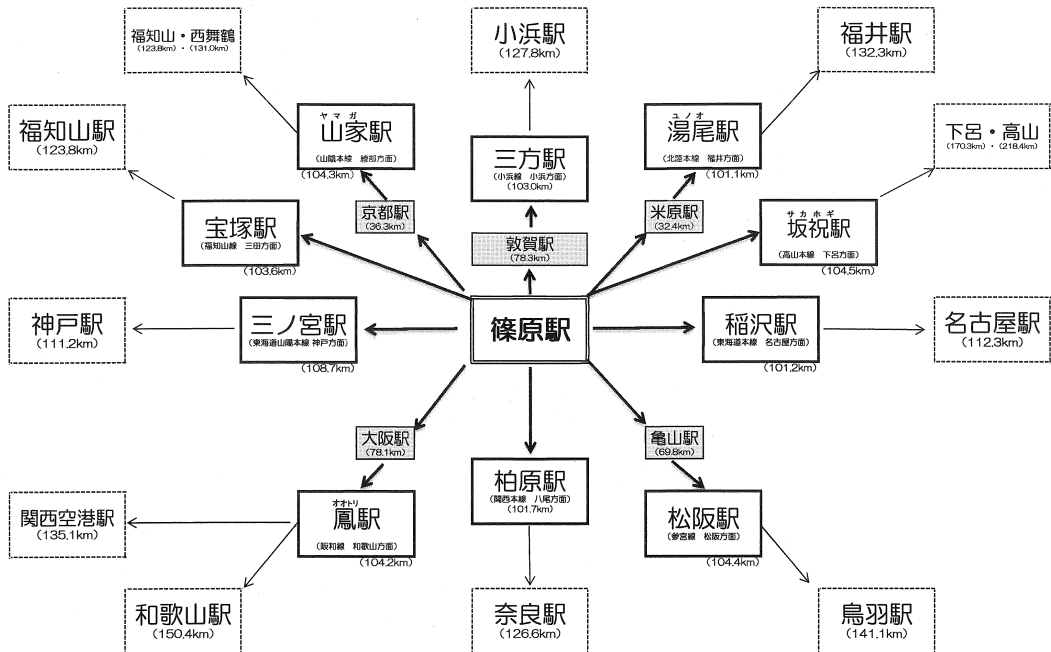 福知山・西舞鶴
(123.8km)・(131.0km)
小浜駅
(127.8km)
福井駅
(132.3km)
福知山駅
(123.8km)
ヤマガ
山家駅
(山陰本線 綾部方面)
(104.3km)
三方駅
(小浜線 小浜方面)
(103.0km)
ユノオ
湯尾駅
(北陸本線 福井方面)
(101.1km)
下呂・高山
(170.3km)・(218.4km)
宝塚駅
(福知山線 三田方面)
(103.6km)
京都駅
(36.3km)
敦賀駅
(78.3km)
米原駅
(32.4km)
サカホギ
坂祝駅
(高山本線 下呂方面)
(104.5km)
神戸駅
(111.2km)
三ノ宮駅
(東海道山陽本線 神戸方面)
(108.7km)
篠原駅
稲沢駅
(東海道本線 名古屋方面)
(101.2km)
名古屋駅
(112.3km)
大阪駅
(78.1km)
亀山駅
(69.8km)
関西空港駅
(135.1km)
オオトリ
鳳駅
(阪和線 和歌山方面)
(104.2km)
柏原駅
(関西本線 八尾方面)
(101.7km)
松阪駅
(参宮線 松阪方面)
(104.4km)
和歌山駅
(150.4km)
奈良駅
(126.6km)
鳥羽駅
(141.1km)